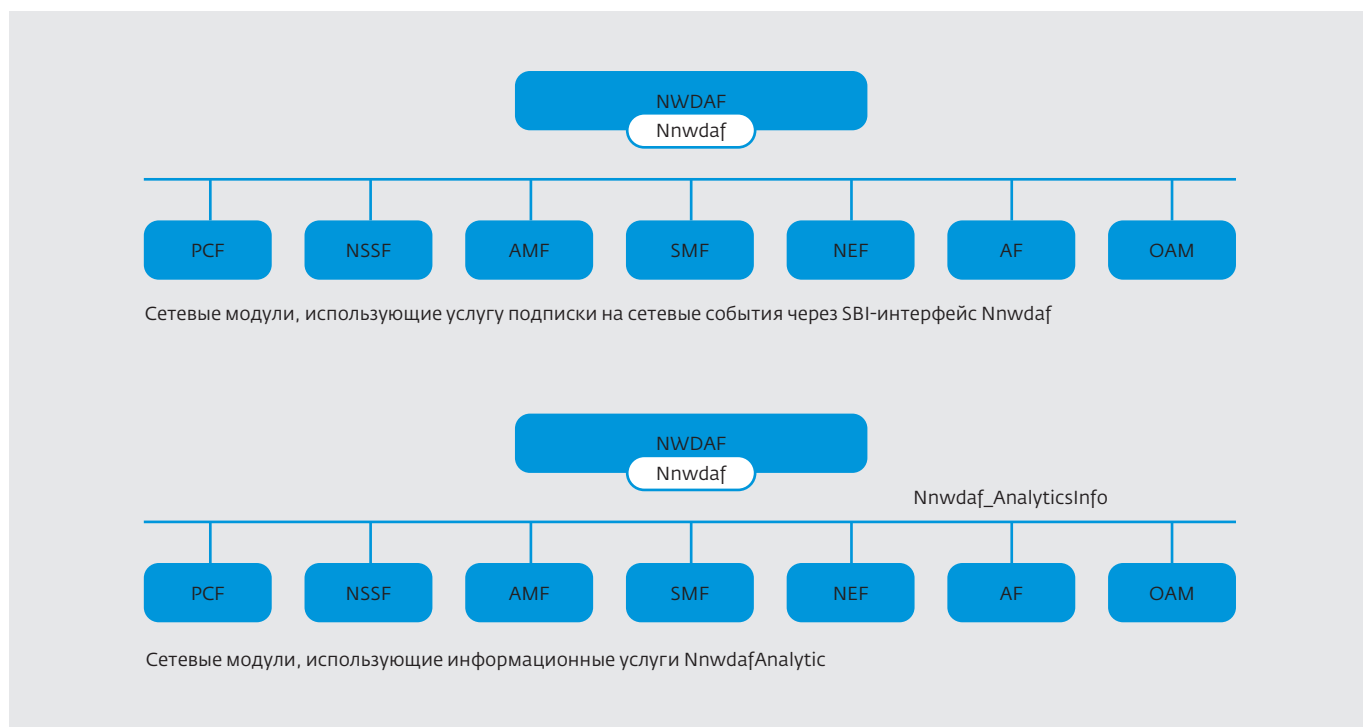 NWDAF
Nnwdaf
PCF NSSF AMF SMF NEF AF OAM
Сетевые модули, использующие услугу подписки на сетевые события через SBI-интерфейс Nnwdaf
NWDAF
Nnwdaf
Nnwdaf_AnalyticsInfo
PCF NSSF AMF SMF NEF AF OAM
Сетевые модули, использующие информационные услуги NnwdafAnalytic